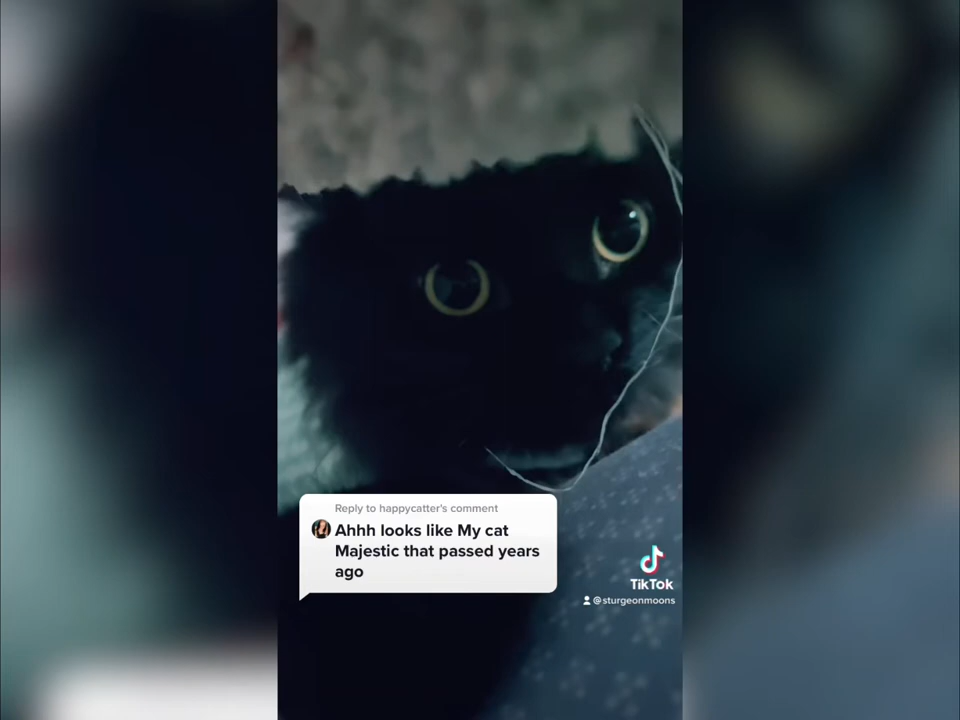 Reply to happycatter's comment
Ahhh looks like My cat
Majestic that passed years
ago
TikTok
@sturgeonmoons